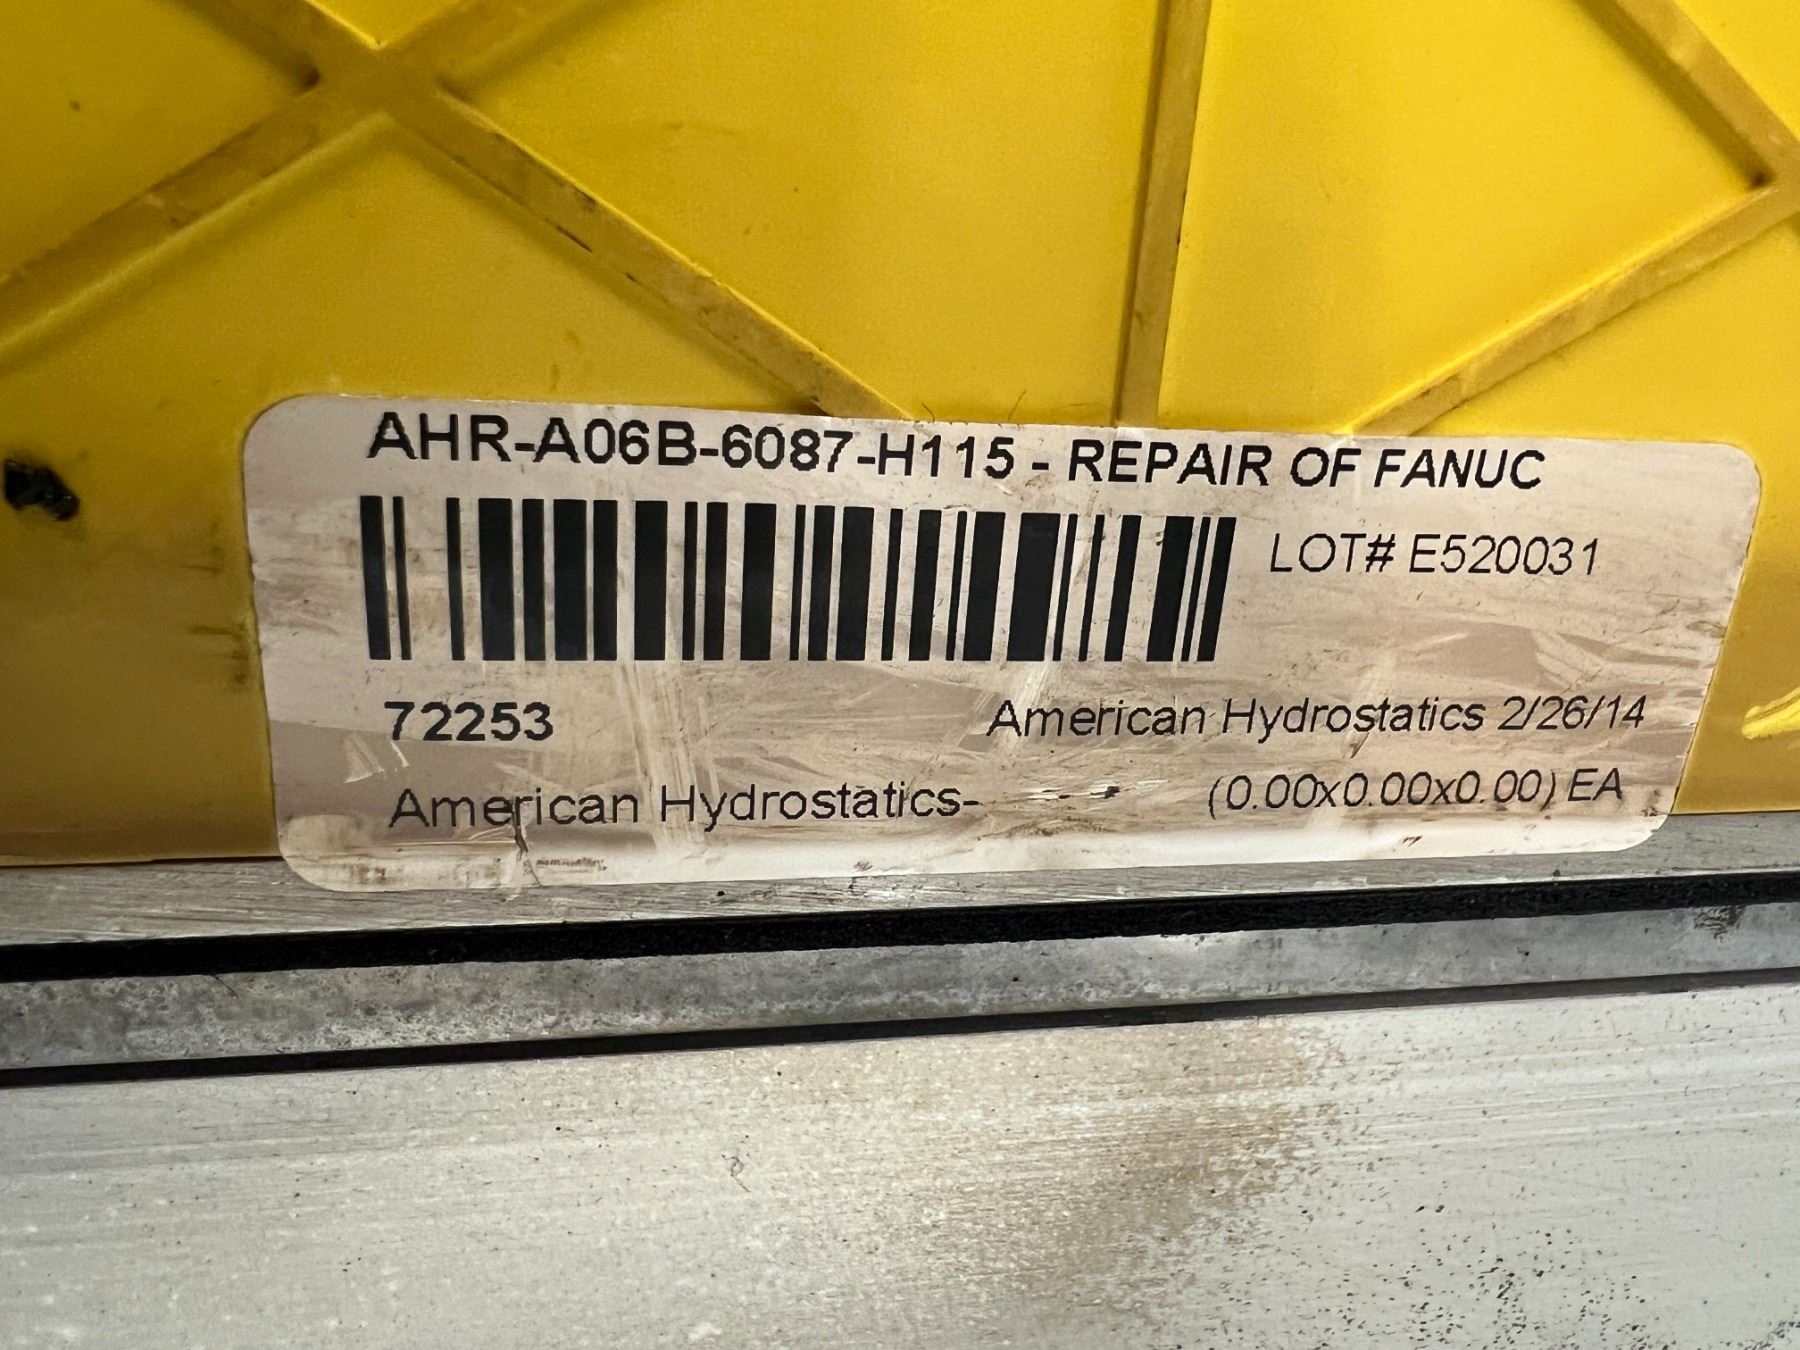 AHR-A06B-6087-H115 - REPAIR OF FANUC
LOT# E520031
72253
American Hydrostatics 2/26/14
American Hydrostatics-
(0.00x0.00x0.00) EA